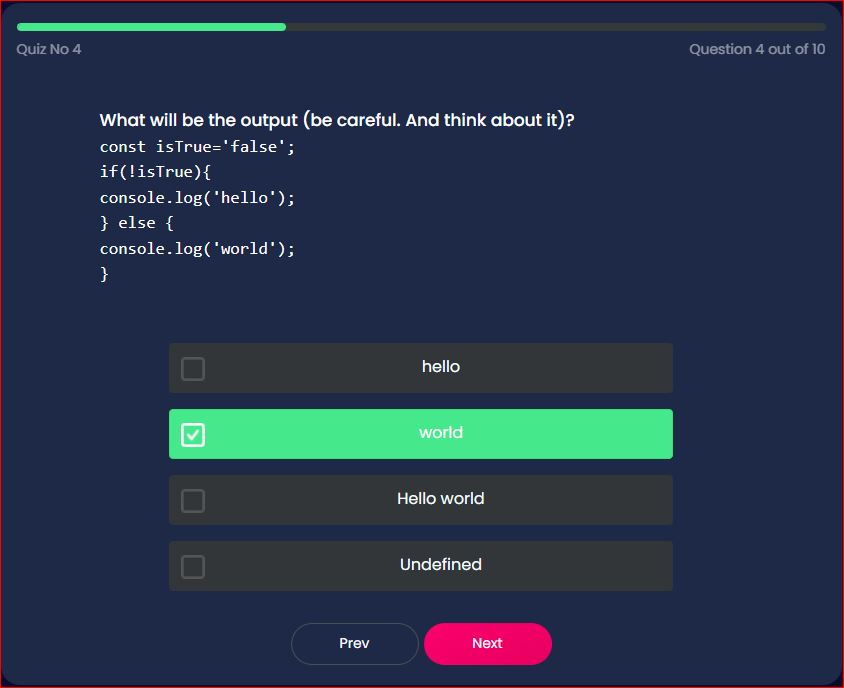 Quiz No 4
Question 4 out of 10
What will be the output (be careful. And think about it)?
const isTrue='false';
if(!isTrue){
console.log('hello');
} else {
console.log('world');
}
hello
world
Hello world
Undefined
Prev
Next